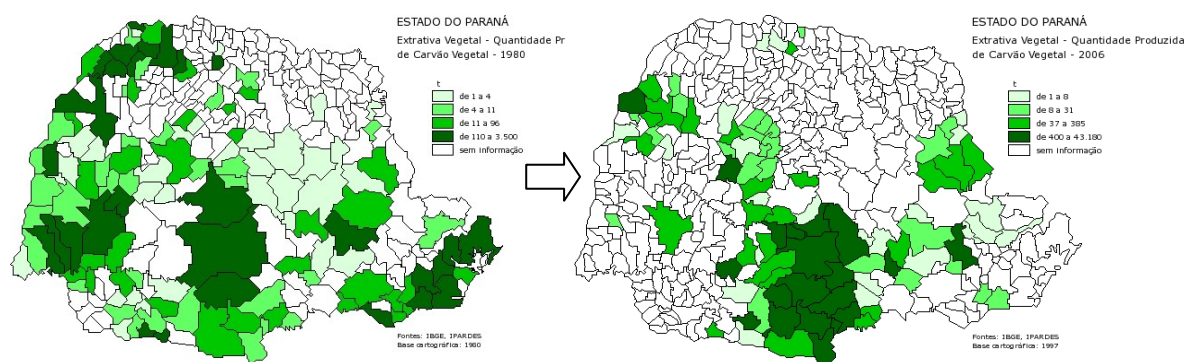 ESTADO DO PARANÁ
Extrativa Vegetal - Quantidade Pr
de Carvão Vegetal - 1980
t
de 1 a 4
de 4 a 11
de 11 a 96
de 110 a 3.500
sem informação
Fontes: IBGE, IPARDES
Base cartográfica: 1980
ESTADO DO PARANÁ
Extrativa Vegetal - Quantidade Produzida
de Carvão Vegetal - 2006
t
de 1 a 8
de 8 a 31
de 37 a 385
de 400 a 43.180
sem informação
Fontes: IBGE, IPARDES
Base cartográfica: 1997